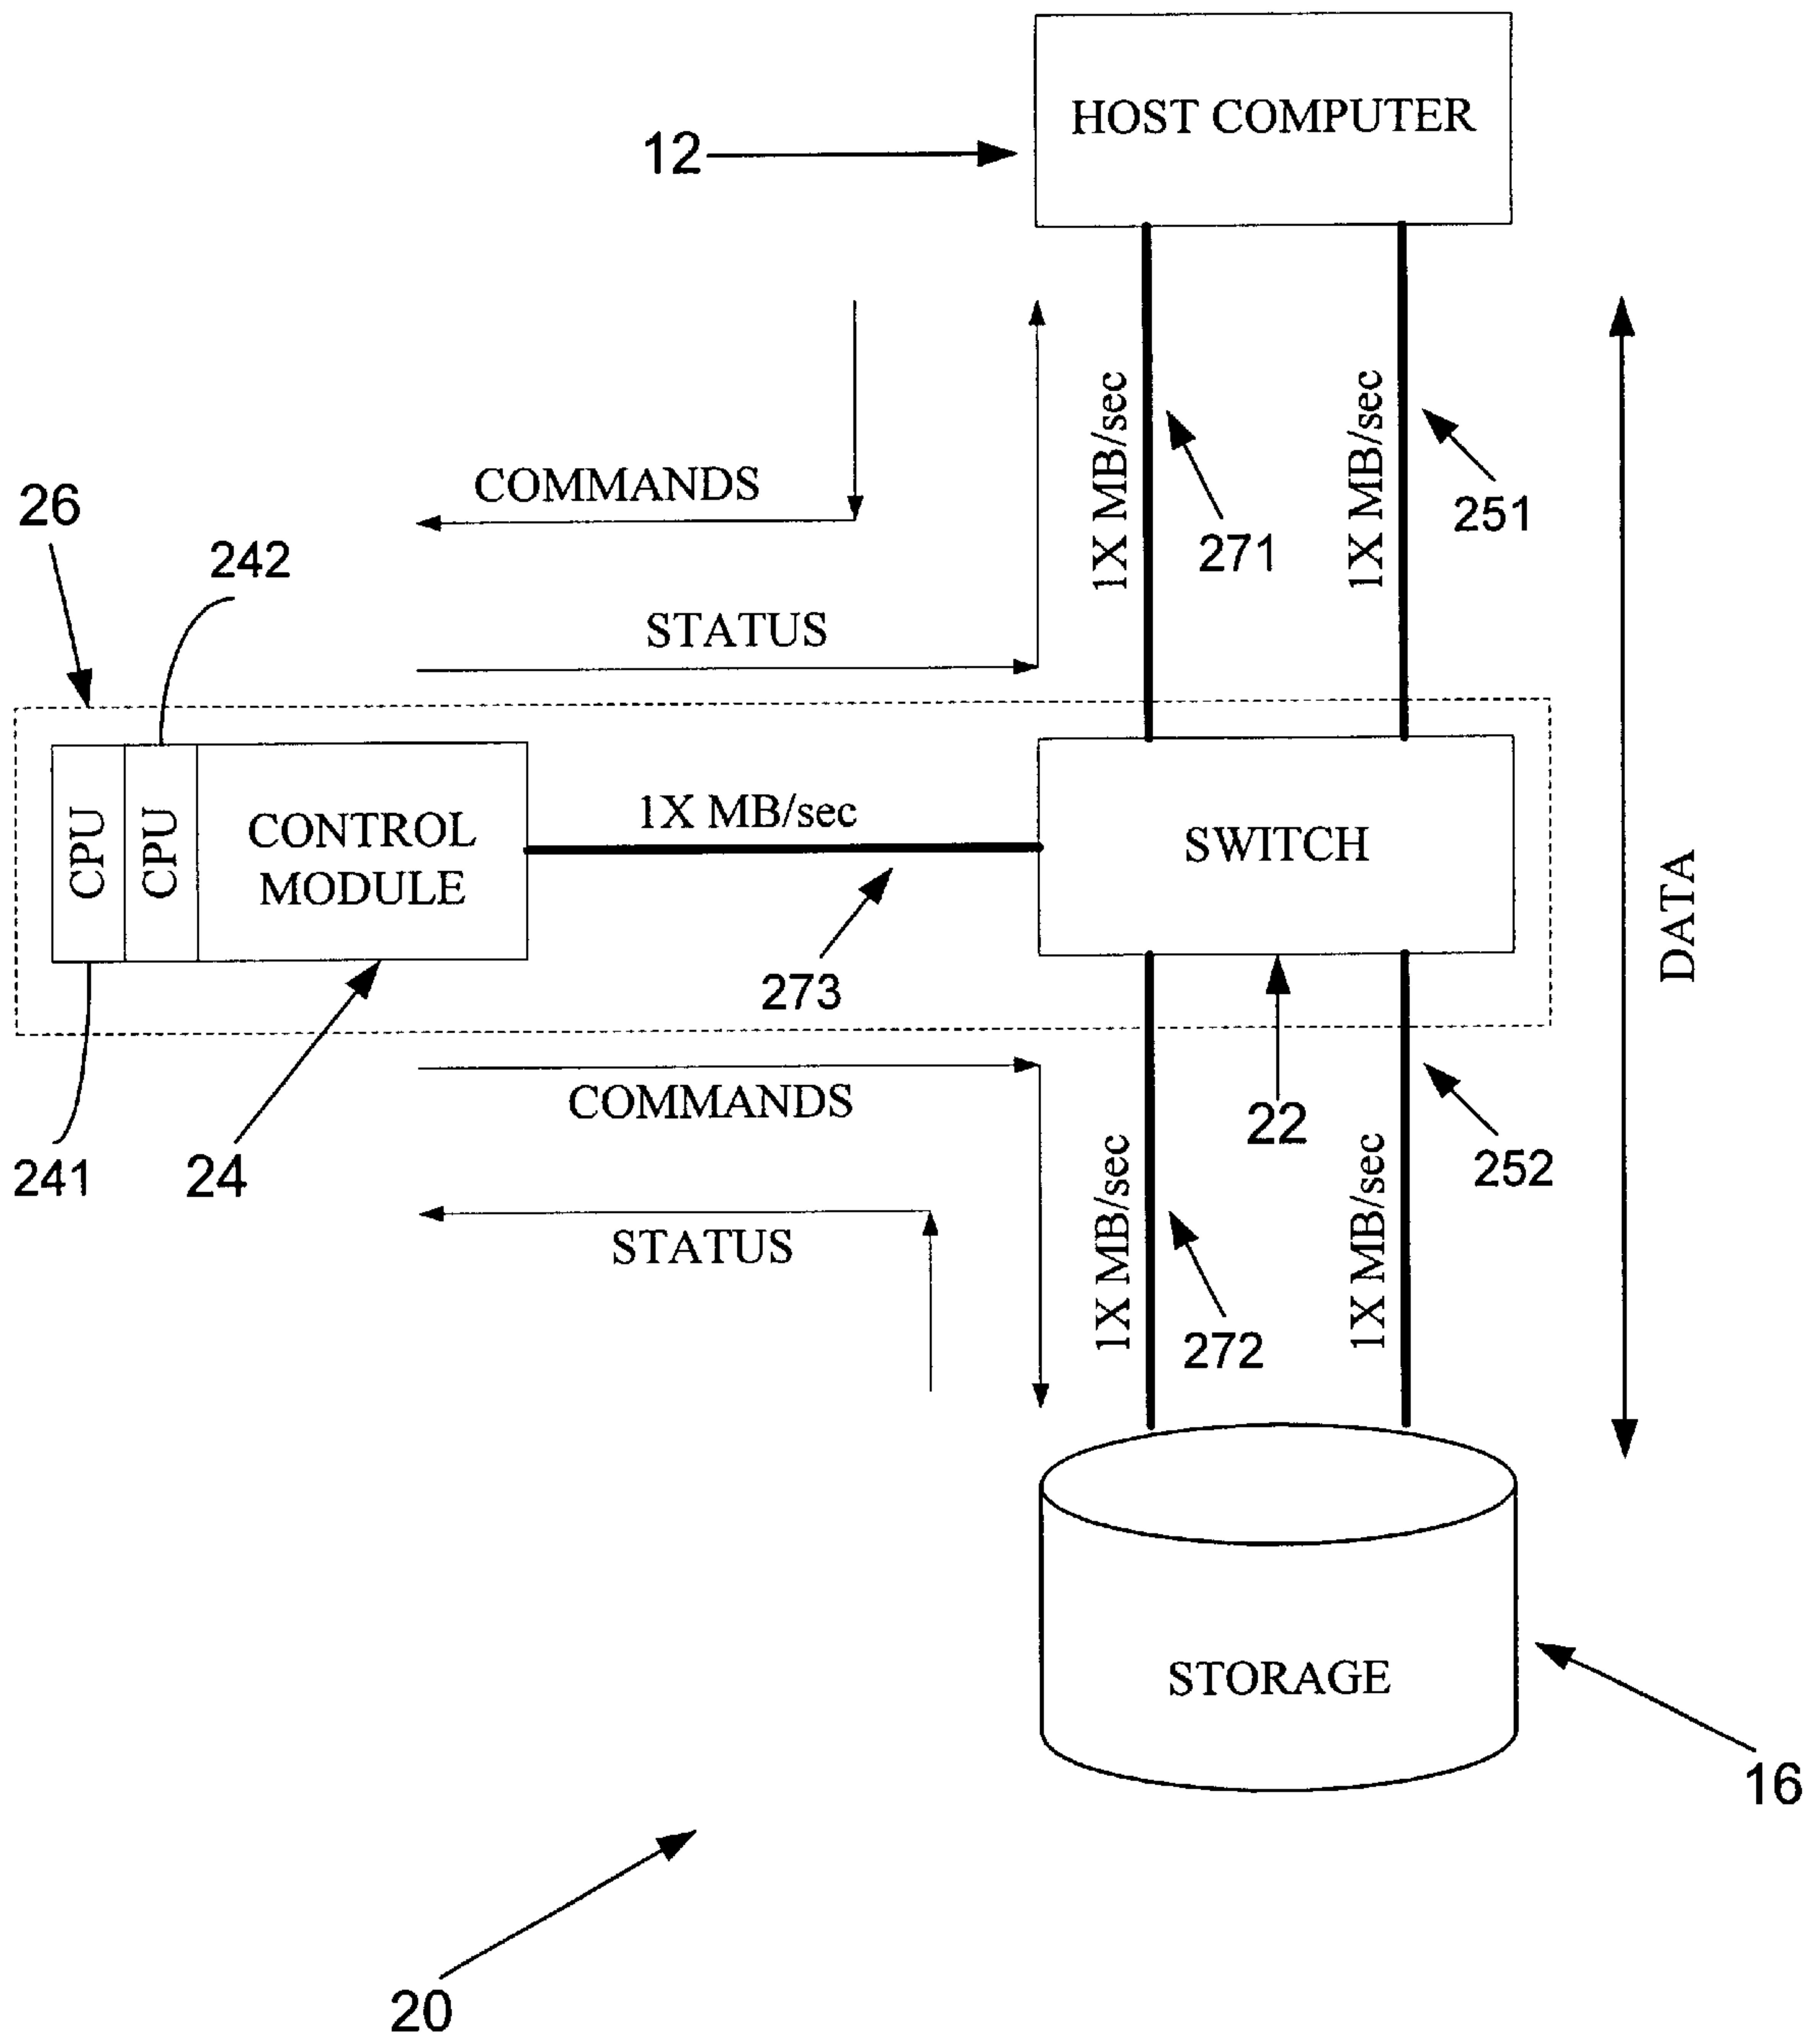 HOST COMPUTER
12
1X MB/sec
1X MB/sec
251
271
COMMANDS
26
242
STATUS
CPU
CPU
CONTROL
MODULE
1X MB/sec
SWITCH
DATA
273
COMMANDS
22
241
24
1X MB/sec
1X MB/sec
252
STATUS
272
STORAGE
16
20